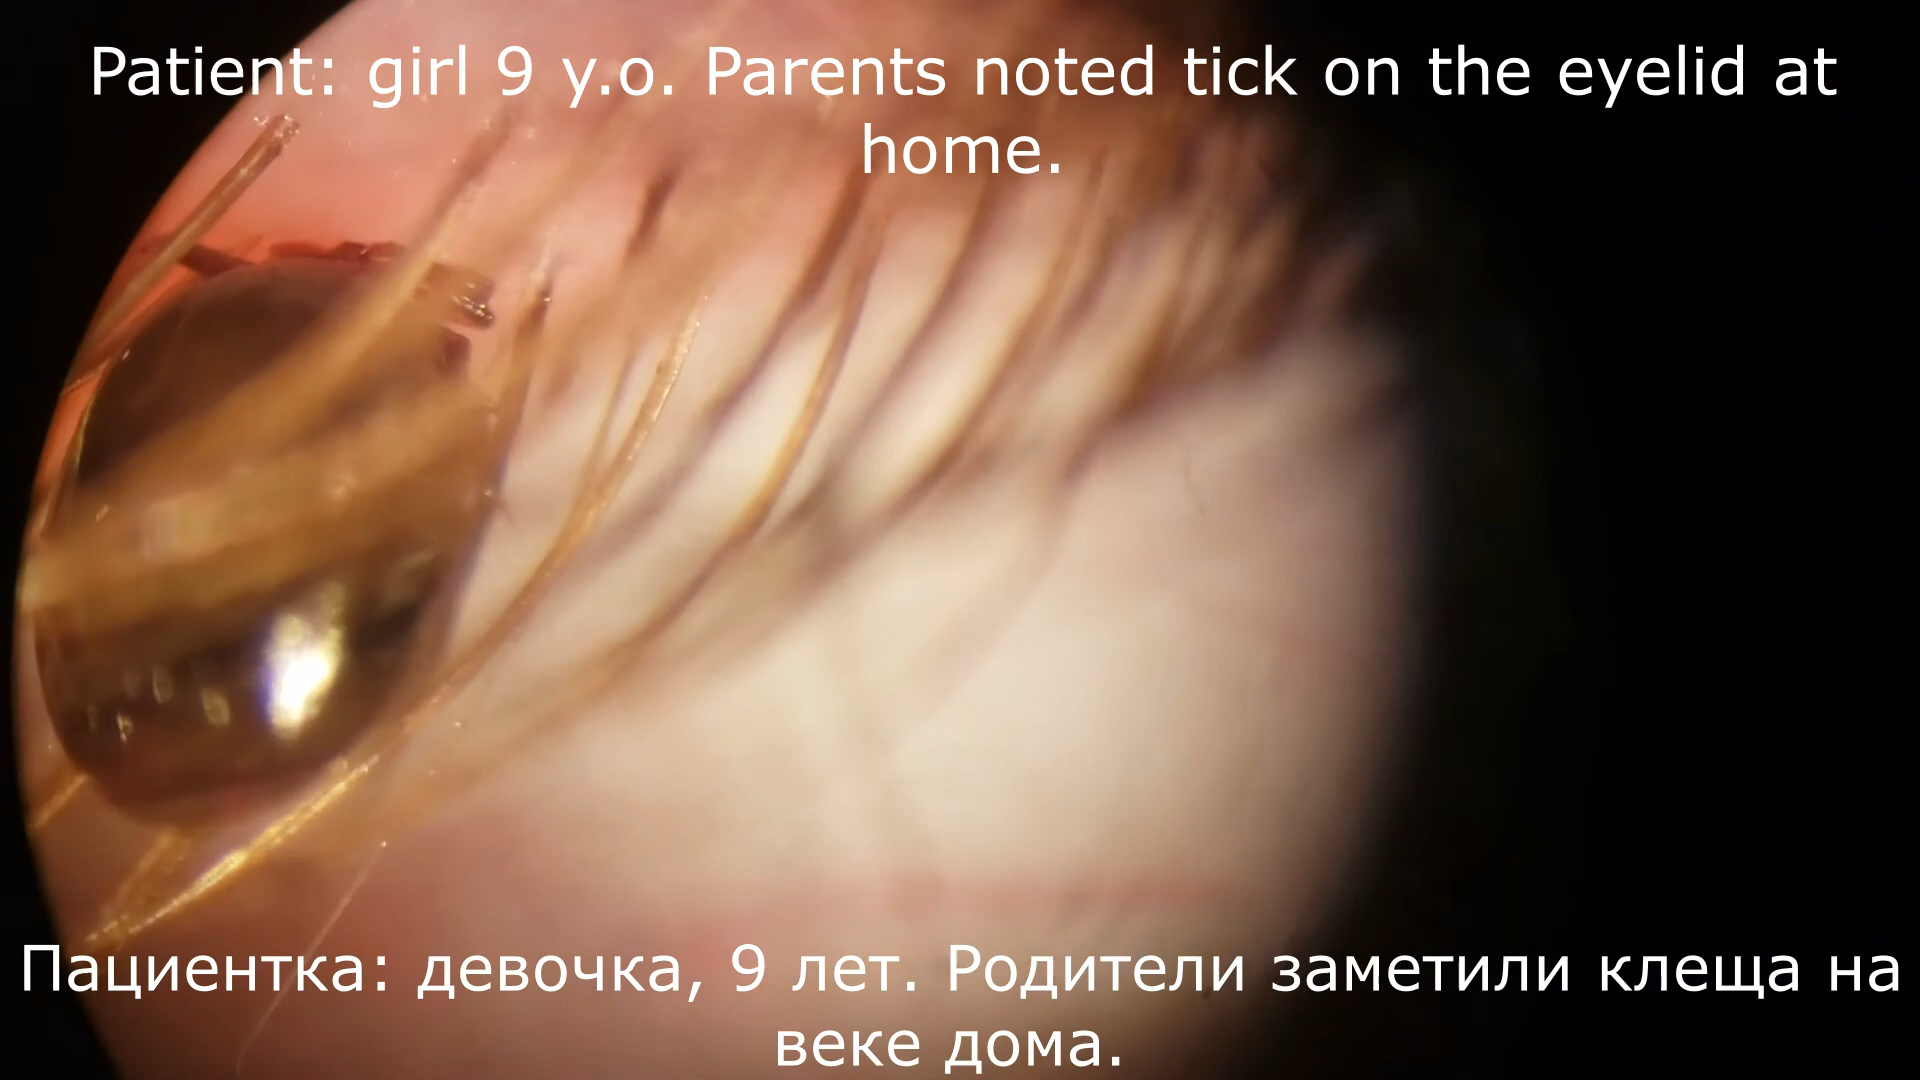 Patient: girl 9 y.o. Parents noted tick on the eyelid at
home.
Пациентка: девочка, 9 лет. Родители заметили клеща на
веке дома.